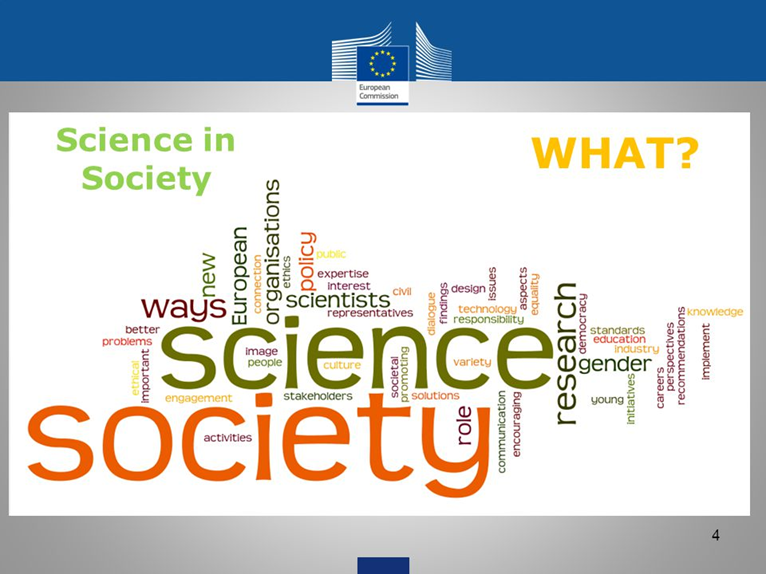 European
Commission
Science in
Society
WHAT?
organisations
European
policy
public
new
connection
ethics
expertise
interest
civil
ways
scientists
representatives
dialogue
findings
design
issues
aspects
equality
technology
responsibility
research
democracy
knowledge
better
problems
science
standards
education
industry
perspectives
recommendations
implement
ethical
important
image
people
culture
societal
promoting
variety
gender
careers
engagement
stakeholders
solutions
young
initiatives
society
activities
role
communication
encouraging
4